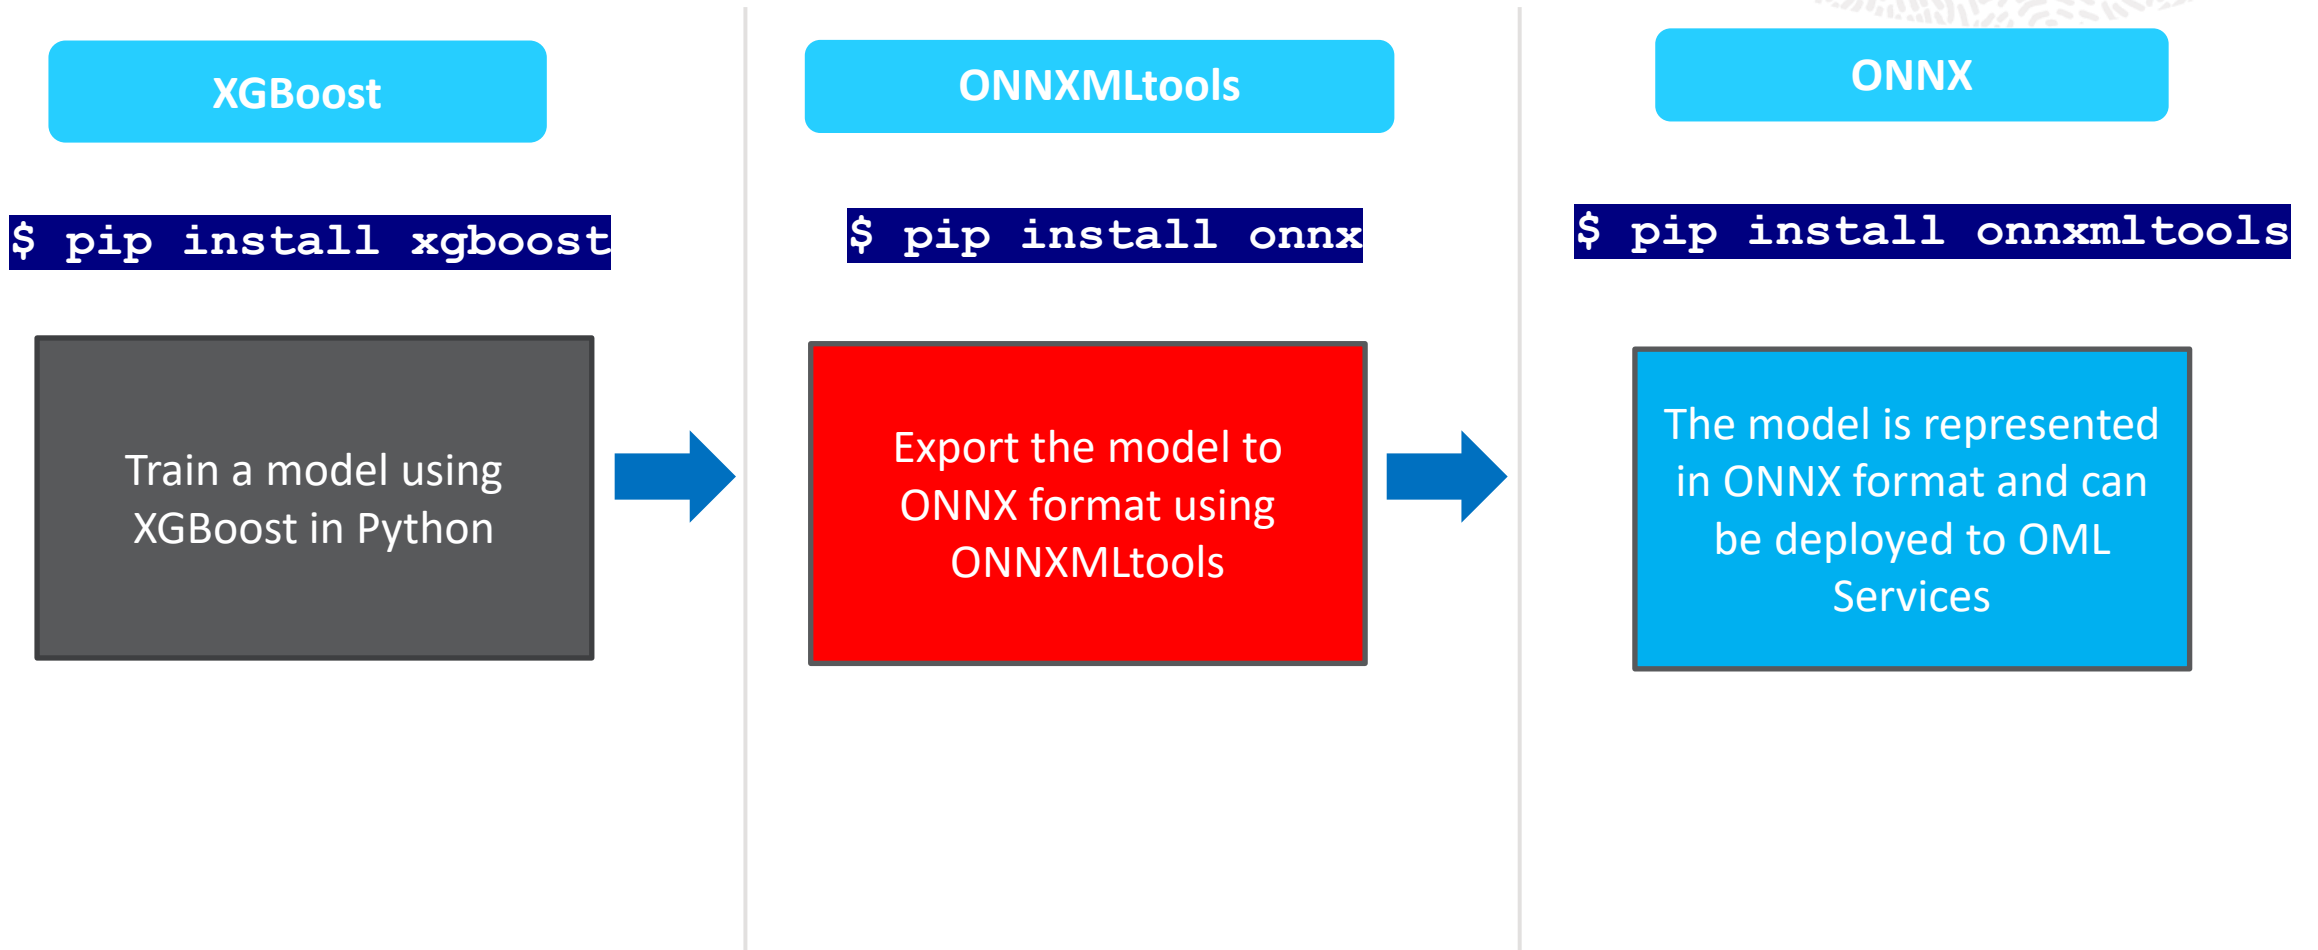 XGBoost
$ pip install xgboost
Train a model using
XGBoost in Python
ONNXMLtools
$ pip install onnx
Export the model to
ONNX format using
ONNXMLtools
ONNX
$ pip install onnxmltools
The model is represented
in ONNX format and can
be deployed to OML
Services